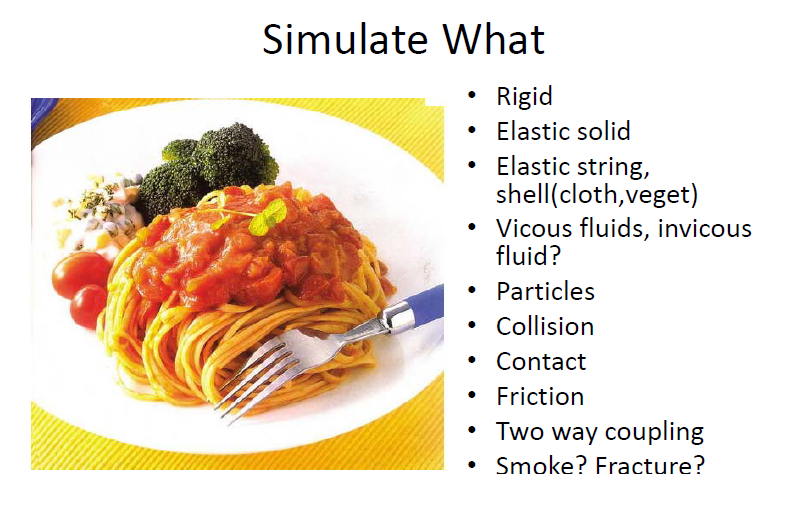 Simulate What
• Rigid
• Elastic solid
• Elastic string,
shell(cloth,veget)
• Vicous fluids, invicous
fluid?
• Particles
• Collision
• Contact
• Friction
• Two way coupling
• Smoke? Fracture?